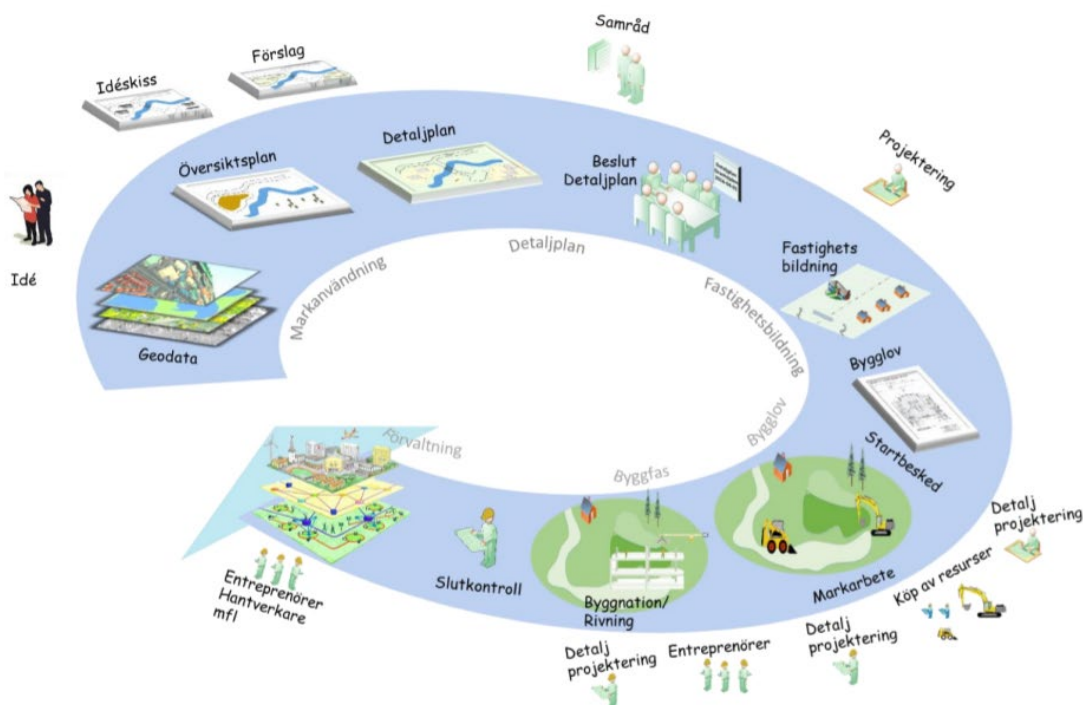 Idé
Idéskiss
Förslag
Samråd
Projektering
Översiktsplan
Detaljplan
Beslut
Detaljplan
Fastighets
bildning
Geodata
Markanvändning
Detaljplan
Fastighetsbildning
Bygglov
Byggfas
Förvaltning
Bygglov
Startbesked
Detalj
projektering
Köp av resurser
Markarbete
Detalj
projektering
Entreprenörer
Byggnation/
Rivning
Detalj
projektering
Slutkontroll
Entreprenörer
Hantverkare
mfl